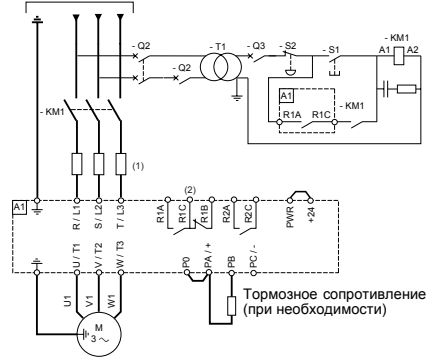 - Q2
- T1
- Q3
- S2
- S1
- KM1
A1
A2
- Q2
A1
- KM1
R1A
R1C
- KM1
(1)
(2)
A1
R / L1
S / L2
T / L3
R1A
R1C
R1B
R2A
R2C
PWR
+24
U / T1
V / T2
W / T3
P0
PA / +
PB
PC / -
U1
V1
W1
M
3 ~
Тормозное сопротивление
(при необходимости)